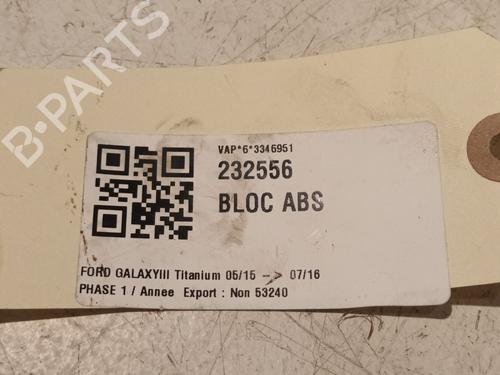 B-PARTS
VAP*6*3346951
232556
BLOC ABS
FORD GALAXYIII Titanium 05/15 --> 07/16
PHASE 1 / Annee Export : Non 53240